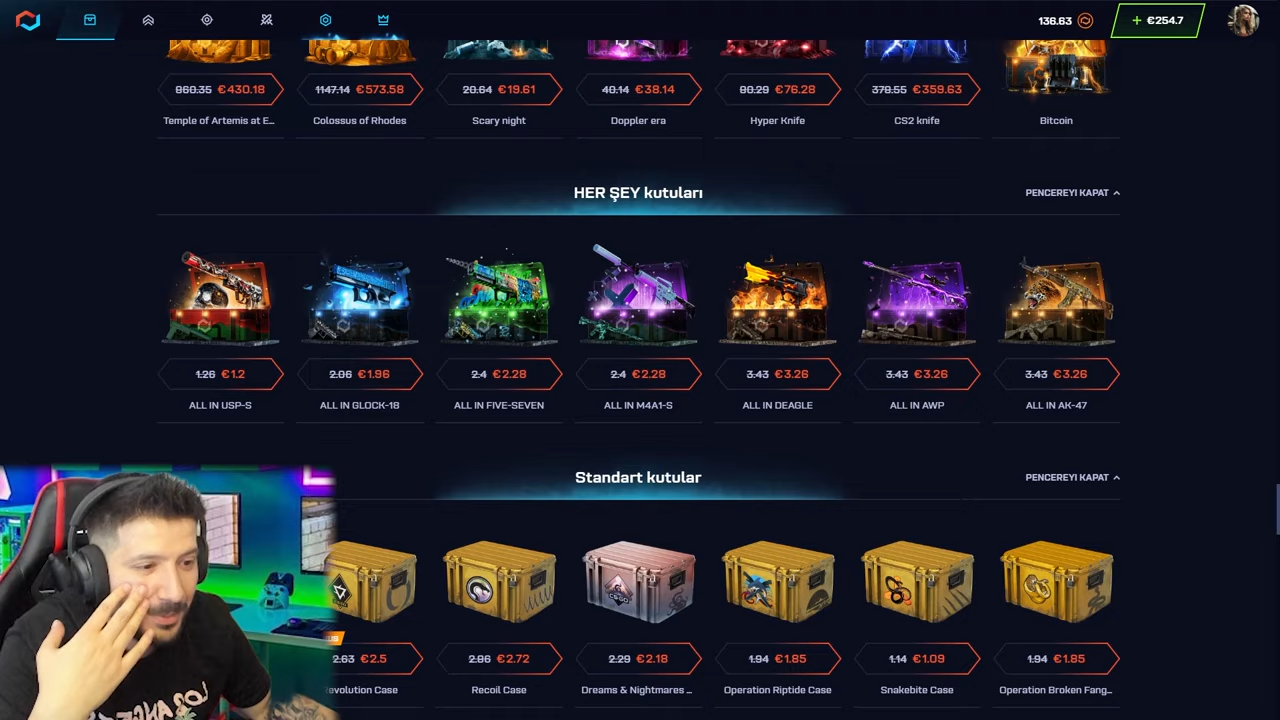 136.63
+ €254.7
860.35 €430.18
1147.14 €573.58
20.64 €19.61
40.14 €38.14
80.29 €76.28
378.55 €359.63
Temple of Artemis at E...
Colossus of Rhodes
Scary night
Doppler era
Hyper Knife
CS2 knife
Bitcoin
HER ŞEY kutuları
PENCEREYI KAPAT
1.26 €1.2
2.06 €1.96
2.4 €2.28
2.4 €2.28
3.43 €3.26
3.43 €3.26
3.43 €3.26
ALL IN USP-S
ALL IN GLOCK-18
ALL IN FIVE-SEVEN
ALL IN M4A1-S
ALL IN DEAGLE
ALL IN AWP
ALL IN AK-47
Standart kutular
PENCEREYI KAPAT
2.63 €2.5
2.86 €2.72
2.29 €2.18
1.94 €1.85
1.14 €1.09
1.94 €1.85
Revolution Case
Recoil Case
Dreams & Nightmares ...
Operation Riptide Case
Snakebite Case
Operation Broken Fang...